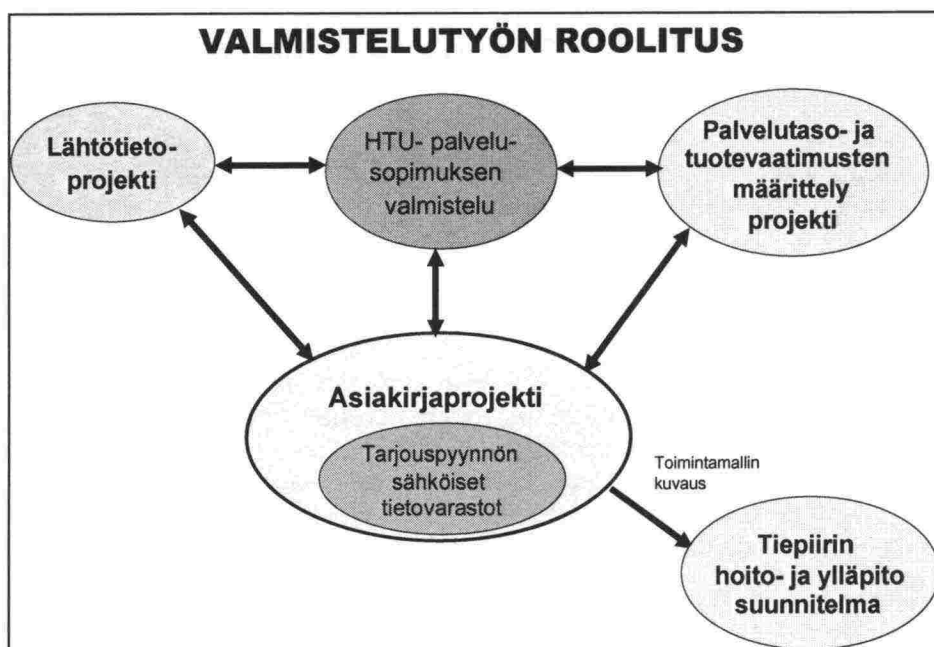 VALMISTELUTYÖN ROOLITUS
Lähtötieto-
projekti
HTU- palvelu-
sopimuksen
valmistelu
Palvelutaso- ja
tuotevaatimusten
määrittely
projekti
Asiakirjaprojekti
Tarjouspyynnön
sähköiset
tietovarastot
Toimintamallin
kuvaus
Tiepiirin
hoito- ja ylläpito
suunnitelma